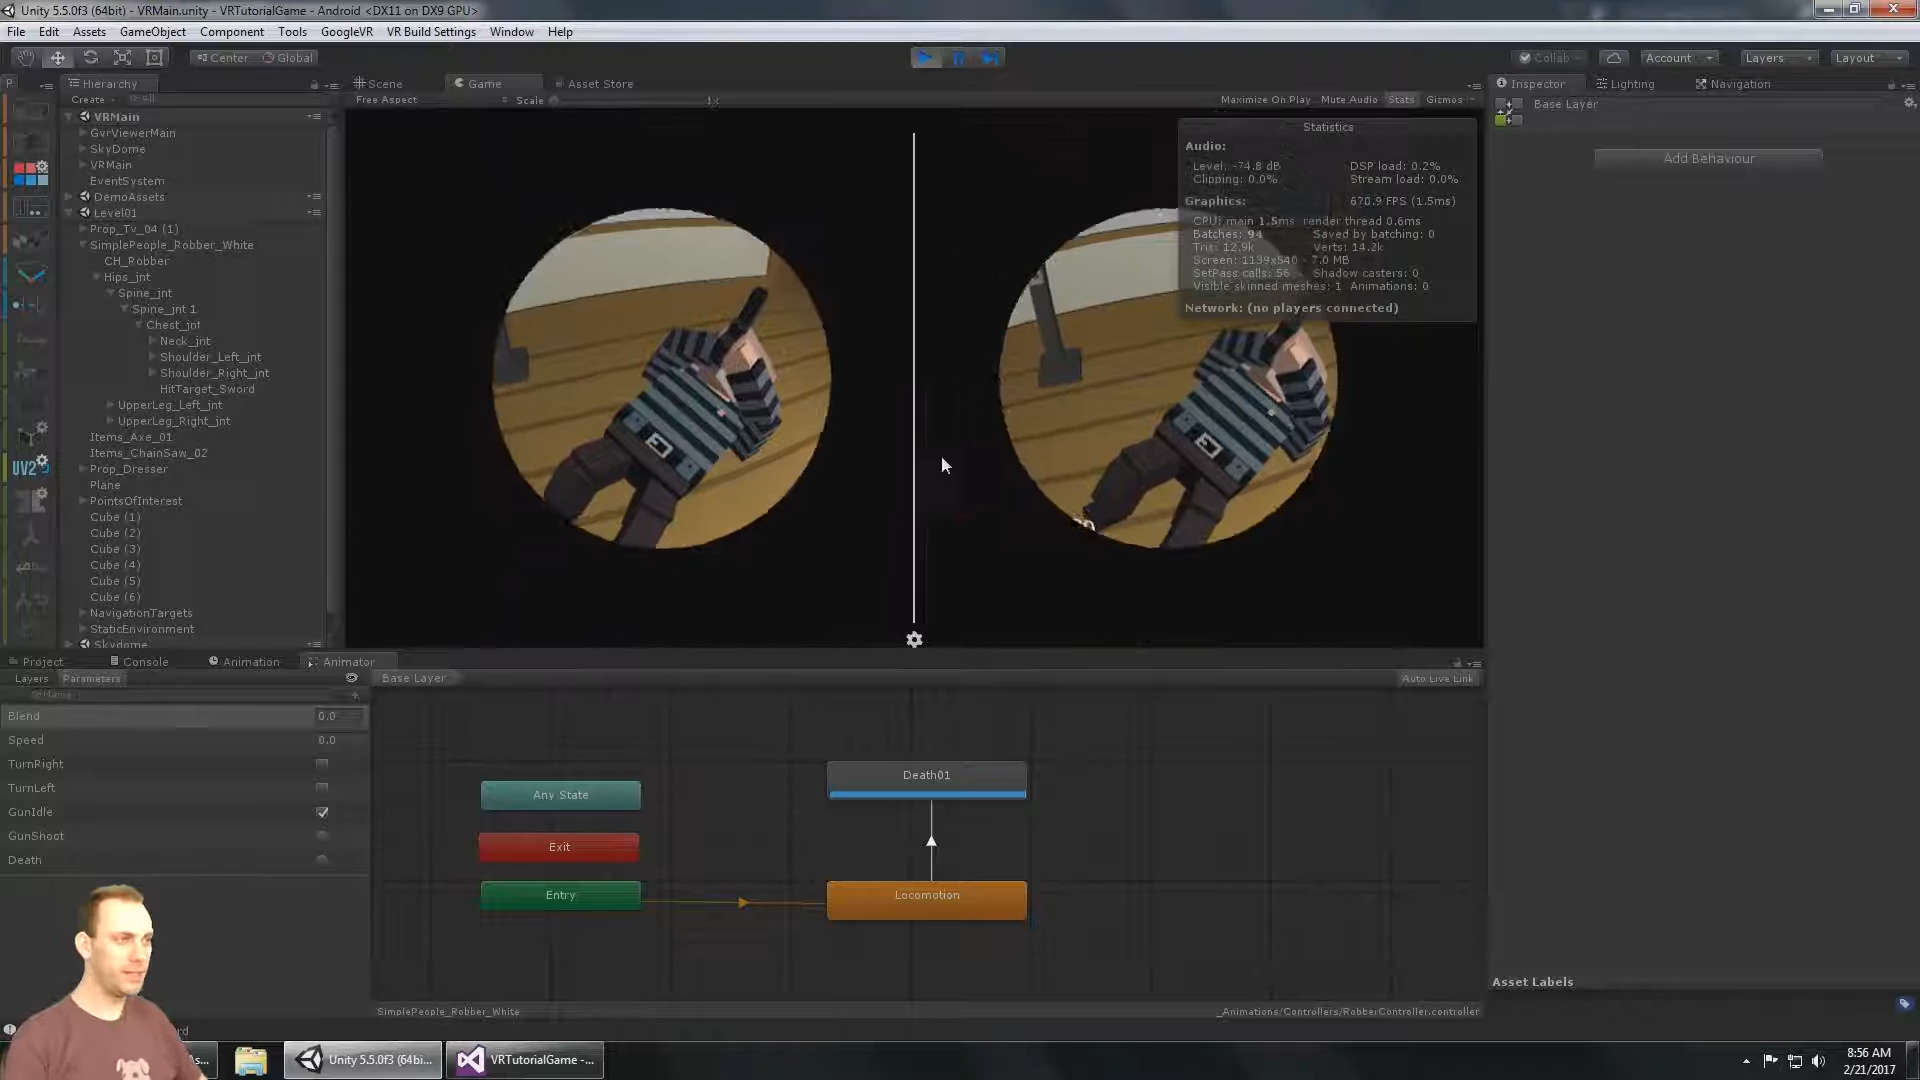 Unity 5.5.0f3 (64bit) - VRMain.unity - VRTutorialGame - Android <DX11 on DX9 GPU>
File Edit Assets GameObject Component Tools GoogleVR VR Build Settings Window Help
Center Global Collab Account Layers Layout
Hierarchy Scene Game Asset Store Inspector Lighting Navigation
Create Free Aspect Scale 1x Maximize On Play Mute Audio Stats Gizmos Base Layer
VRMain
GvrViewerMain
SkyDome
VRMain
EventSystem
DemoAssets
Level01
Prop_Tv_04 (1)
SimplePeople_Robber_White
CH_Robber
Hips_jnt
Spine_jnt
Spine_jnt 1
Chest_jnt
Neck_jnt
Shoulder_Left_jnt
Shoulder_Right_jnt
HitTarget_Sword
UpperLeg_Left_jnt
UpperLeg_Right_jnt
Items_Axe_01
Items_ChainSaw_02
Prop_Dresser
Plane
PointsOfInterest
Cube (1)
Cube (2)
Cube (3)
Cube (4)
Cube (5)
Cube (6)
NavigationTargets
StaticEnvironment
Skydome
UV2
Statistics
Audio:
Level: -74.8 dB DSP load: 0.2%
Clipping: 0.0% Stream load: 0.0%
Graphics: 670.9 FPS (1.5ms)
CPU: main 1.5ms render thread 0.6ms
Batches: 94 Saved by batching: 0
Tris: 12.9k Verts: 14.2k
Screen: 1139x540 - 7.0 MB
SetPass calls: 56 Shadow casters: 0
Visible skinned meshes: 1 Animations: 0
Network: (no players connected)
Add Behaviour
Project Console Animation Animator
Layers Parameters Base Layer Auto Live Link
Blend 0.0
Speed 0.0
TurnRight
TurnLeft
GunIdle
GunShoot
Death
Any State
Exit
Entry
Death01
Locomotion
SimplePeople_Robber_White _Animations/Controllers/RobberController.controller
Asset Labels
Unity 5.5.0f3 (64bi... VRTutorialGame -...
8:56 AM
2/21/2017